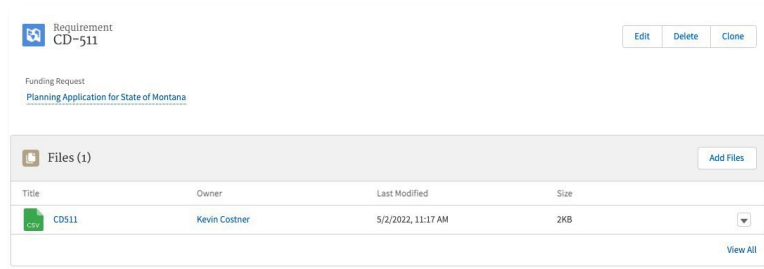 Requirement
CD-511
Edit Delete Clone
Funding Request
Planning Application for State of Montana
Files (1)
Add Files
Title Owner Last Modified Size
CSV CD511 Kevin Costner 5/2/2022, 11:17 AM 2KB
View All